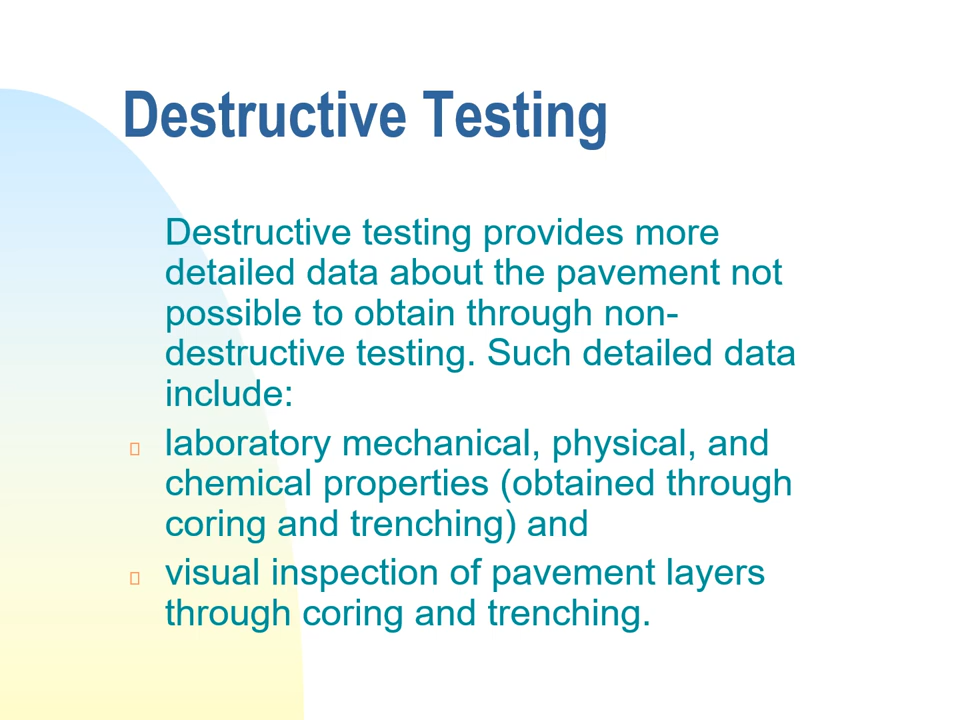 Destructive Testing
Destructive testing provides more
detailed data about the pavement not
possible to obtain through non-
destructive testing. Such detailed data
include:
laboratory mechanical, physical, and
chemical properties (obtained through
coring and trenching) and
visual inspection of pavement layers
through coring and trenching.